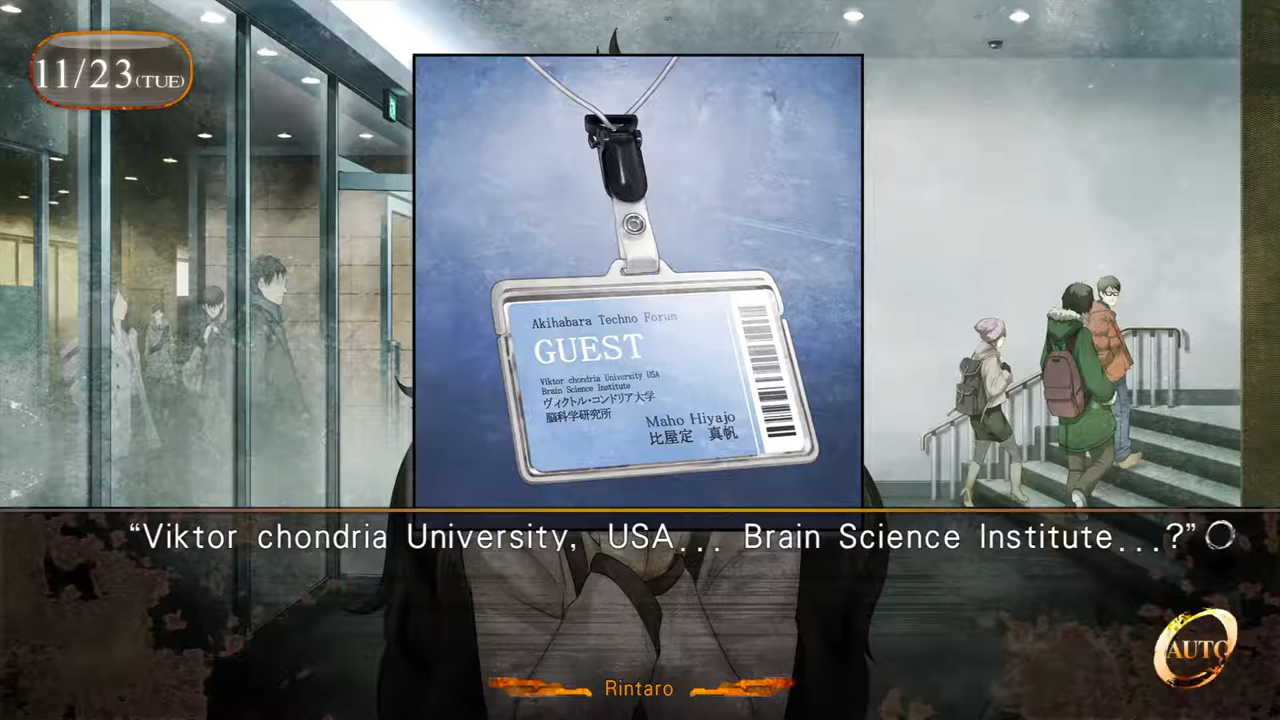 11/23(TUE)
Akihabara Techno Forum
GUEST
Viktor chondria University USA
Brain Science Institute
ヴィクトル・コンドリア大学
脳科学研究所
Maho Hiyajo
比屋定 真帆
“Viktor chondria University, USA... Brain Science Institute...?”
AUTO
Rintaro